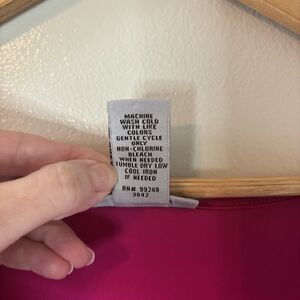 MACHINE
WASH COLD
WITH LIKE
COLORS
GENTLE CYCLE
ONLY
NON-CHLORINE
BLEACH
WHEN NEEDED
TUMBLE DRY LOW
COOL IRON
IF NEEDED
RN# 99249
3842